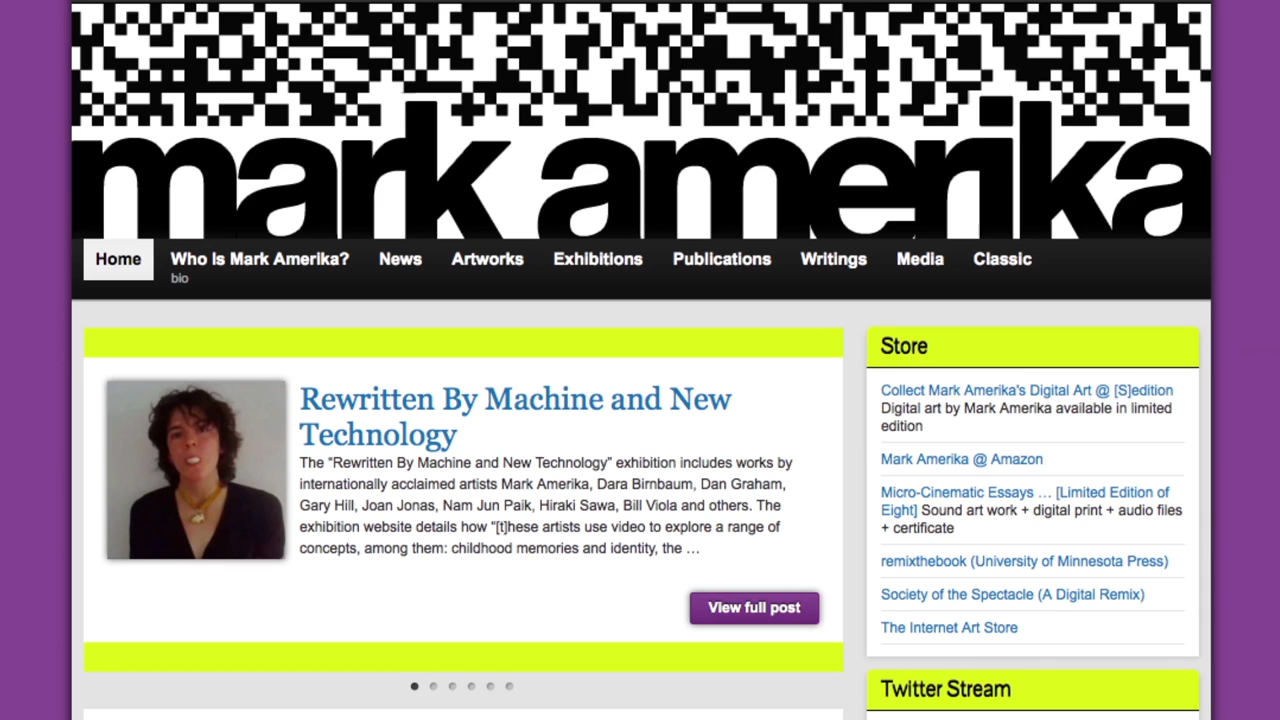 mark amerika
Home
Who Is Mark Amerika?
bio
News
Artworks
Exhibitions
Publications
Writings
Media
Classic
Rewritten By Machine and New
Technology
The “Rewritten By Machine and New Technology” exhibition includes works by
internationally acclaimed artists Mark Amerika, Dara Birnbaum, Dan Graham,
Gary Hill, Joan Jonas, Nam Jun Paik, Hiraki Sawa, Bill Viola and others. The
exhibition website details how “[t]hese artists use video to explore a range of
concepts, among them: childhood memories and identity, the …
View full post
Store
Collect Mark Amerika's Digital Art @ [S]edition
Digital art by Mark Amerika available in limited
edition
Mark Amerika @ Amazon
Micro-Cinematic Essays … [Limited Edition of
Eight] Sound art work + digital print + audio files
+ certificate
remixthebook (University of Minnesota Press)
Society of the Spectacle (A Digital Remix)
The Internet Art Store
Twitter Stream